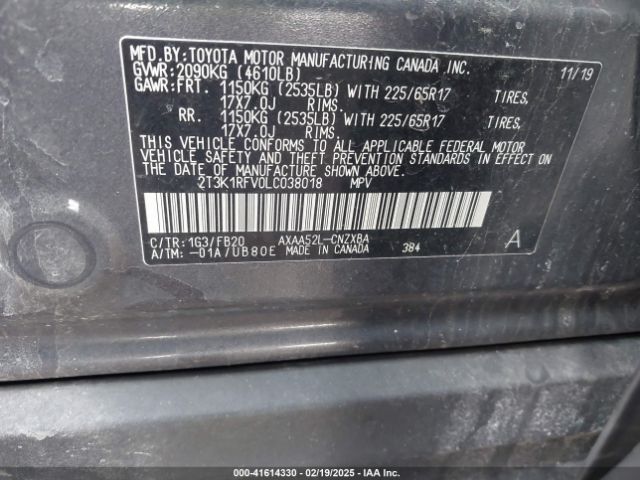 MFD.BY:TOYOTA MOTOR MANUFACTURING CANADA INC.
GVWR:2090KG (4610LB) 11/19
GAWR:FRT. 1150KG (2535LB) WITH 225/65R17 TIRES,
17X7.0J RIMS.
RR. 1150KG (2535LB) WITH 225/65R17 TIRES,
17X7.0J RIMS.
THIS VEHICLE CONFORMS TO ALL APPLICABLE FEDERAL MOTOR
VEHICLE SAFETY AND THEFT PREVENTION STANDARDS IN EFFECT ON
THE DATE OF MANUFACTURE SHOWN ABOVE.
2T3K1RFV0LC038018 MPV
C/TR:1G3/FB20 AXAA52L-CNZXBA 384 A
A/TM:-01A/UB80E MADE IN CANADA
000-41614330 - 02/19/2025 - IAA Inc.